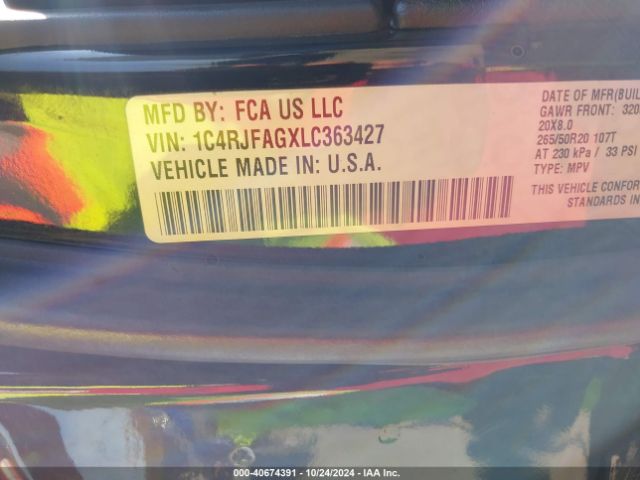 MFD BY: FCA US LLC
VIN: 1C4RJFAGXLC363427
VEHICLE MADE IN: U.S.A.
DATE OF MFR(BUIL
GAWR FRONT: 320
20X8.0
265/50R20 107T
AT 230 kPa / 33 PSI
TYPE: MPV
THIS VEHICLE CONFOR
STANDARDS IN
000-40674391 | 10/24/2024 | IAA Inc.